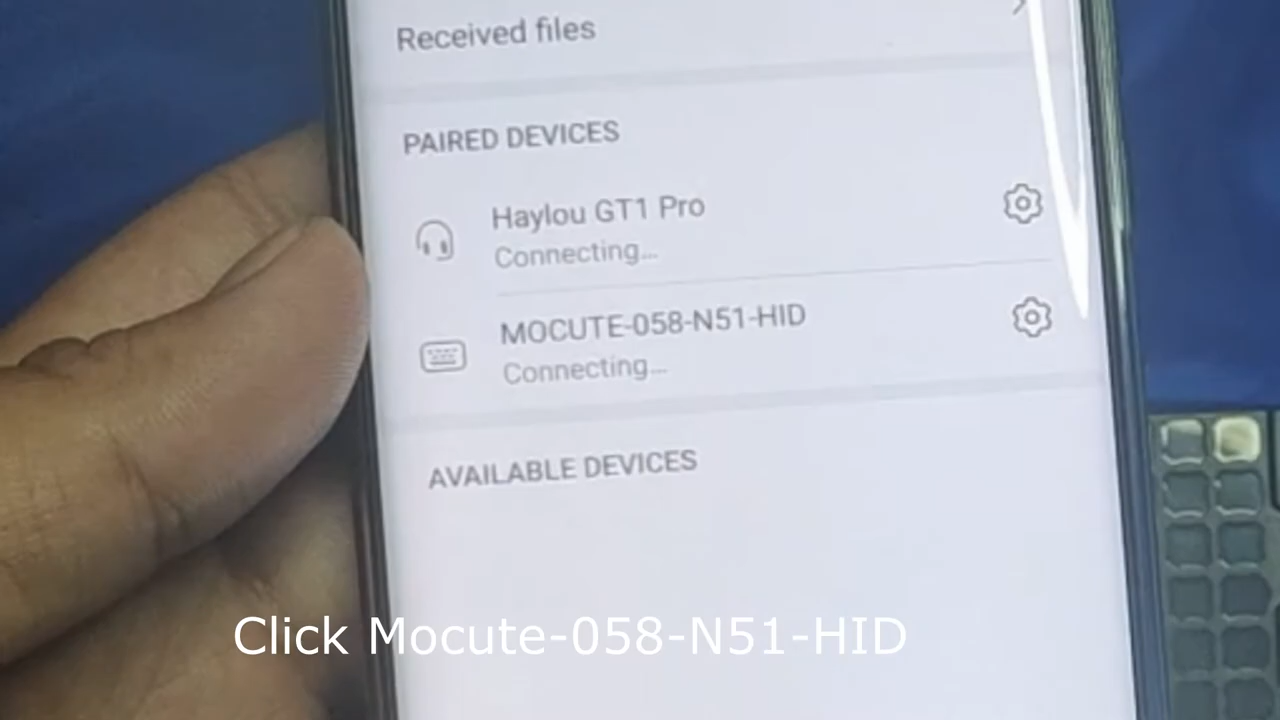 Received files
PAIRED DEVICES
Haylou GT1 Pro
Connecting...
MOCUTE-058-N51-HID
Connecting...
AVAILABLE DEVICES
Click Mocute-058-N51-HID